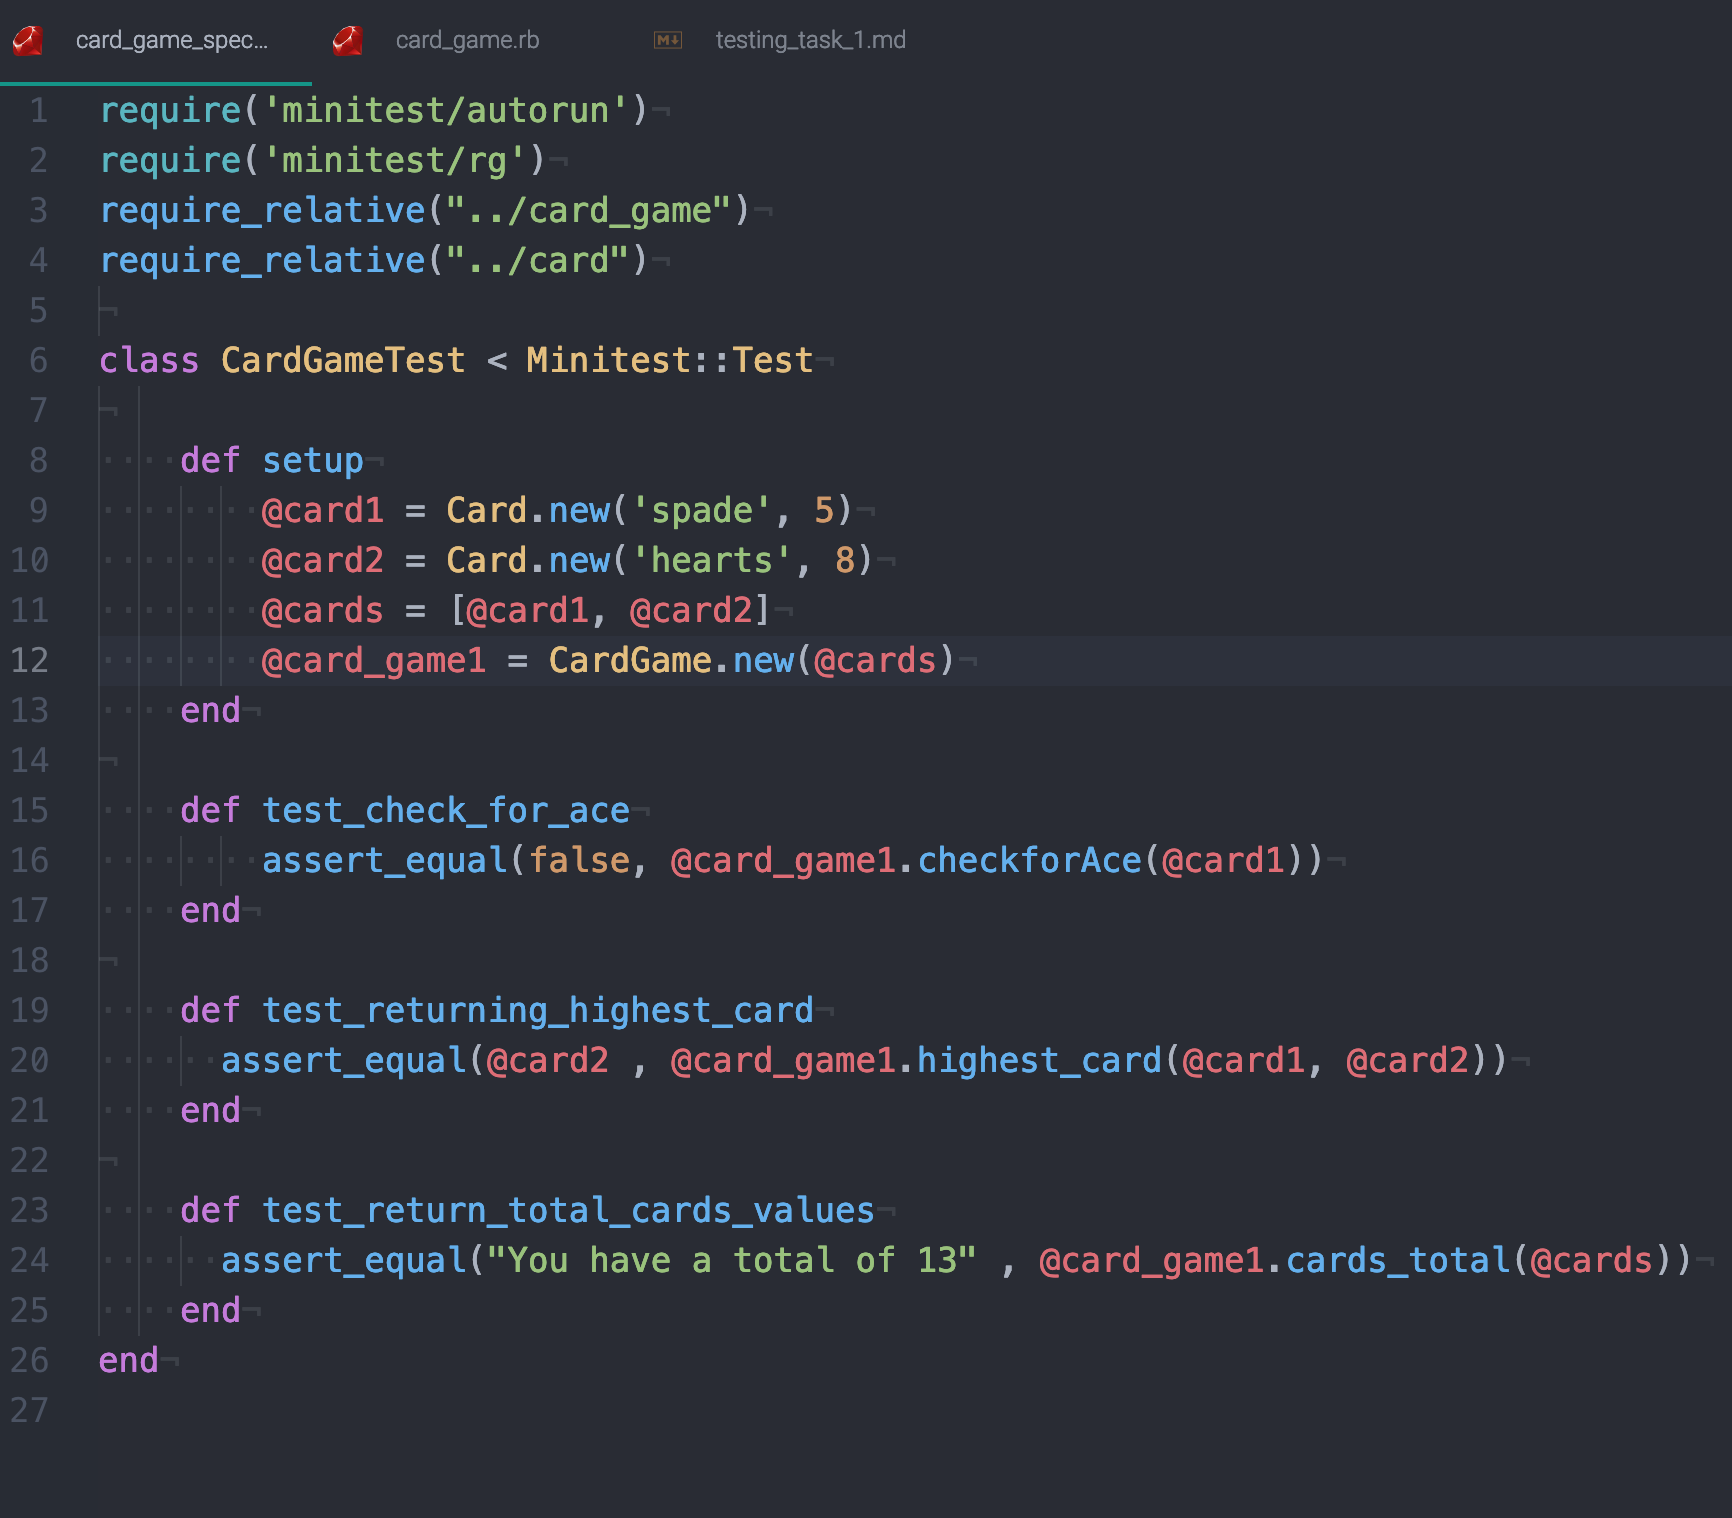 card_game_spec... card_game.rb M↓ testing_task_1.md
1 require('minitest/autorun')¬
2 require('minitest/rg')¬
3 require_relative("../card_game")¬
4 require_relative("../card")¬
5 ¬
6 class CardGameTest < Minitest::Test¬
7 ¬
8 ····def setup¬
9 ········@card1 = Card.new('spade', 5)¬
10 ········@card2 = Card.new('hearts', 8)¬
11 ········@cards = [@card1, @card2]¬
12 ········@card_game1 = CardGame.new(@cards)¬
13 ····end¬
14 ¬
15 ····def test_check_for_ace¬
16 ········assert_equal(false, @card_game1.checkforAce(@card1))¬
17 ····end¬
18 ¬
19 ····def test_returning_highest_card¬
20 ······assert_equal(@card2 , @card_game1.highest_card(@card1, @card2))¬
21 ····end¬
22 ¬
23 ····def test_return_total_cards_values¬
24 ······assert_equal("You have a total of 13" , @card_game1.cards_total(@cards))¬
25 ····end¬
26 end¬
27